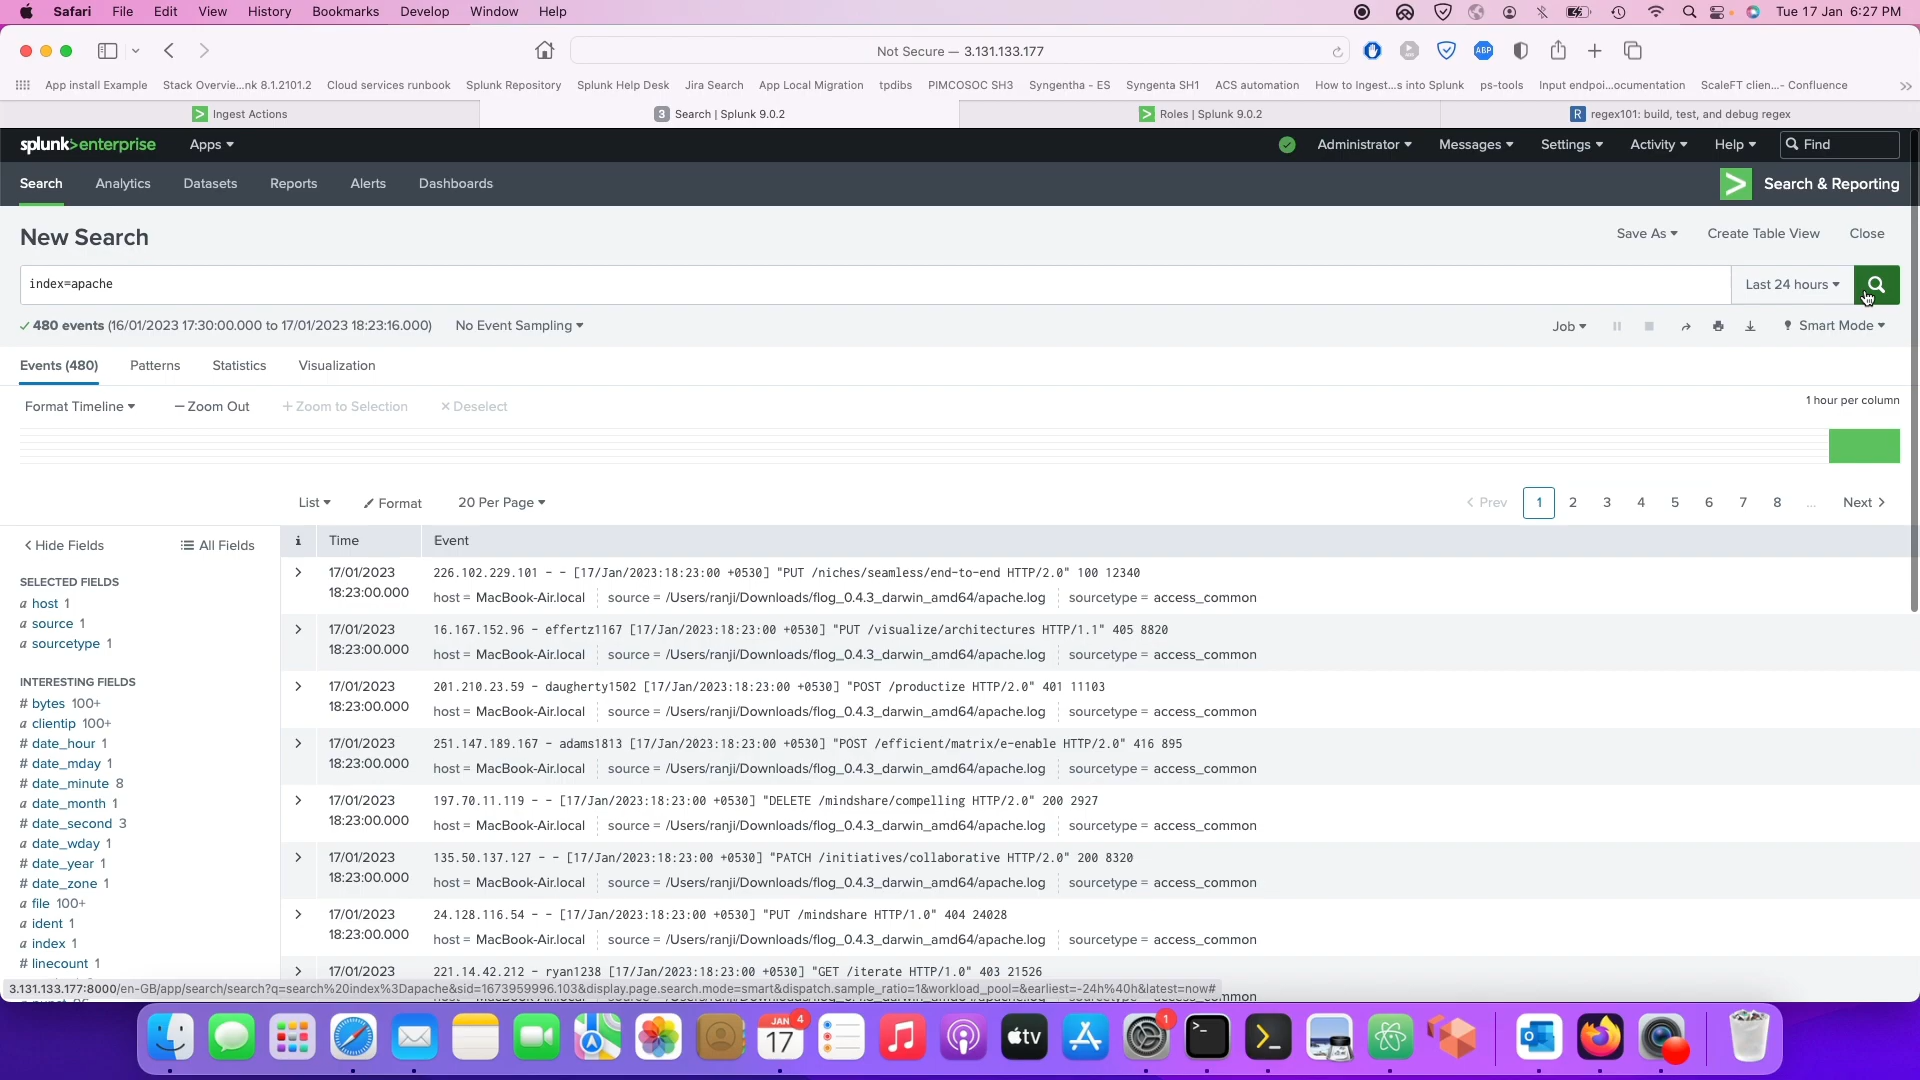 Safari File Edit View History Bookmarks Develop Window Help Tue 17 Jan 6:27 PM
Not Secure — 3.131.133.177
ABP
App install Example Stack Overvie...nk 8.1.2101.2 Cloud services runbook Splunk Repository Splunk Help Desk Jira Search App Local Migration tpdibs PIMCOSOC SH3 Syngentha - ES Syngenta SH1 ACS automation How to Ingest...s into Splunk ps-tools Input endpoi...ocumentation ScaleFT clien...- Confluence
Ingest Actions 3 Search | Splunk 9.0.2 Roles | Splunk 9.0.2 R regex101: build, test, and debug regex
splunk>enterprise Apps Administrator Messages Settings Activity Help Find
Search Analytics Datasets Reports Alerts Dashboards Search & Reporting
New Search Save As Create Table View Close
index=apache Last 24 hours
480 events (16/01/2023 17:30:00.000 to 17/01/2023 18:23:16.000) No Event Sampling Job Smart Mode
Events (480) Patterns Statistics Visualization
Format Timeline – Zoom Out + Zoom to Selection × Deselect 1 hour per column
List Format 20 Per Page < Prev 1 2 3 4 5 6 7 8 ... Next >
< Hide Fields All Fields i Time Event
SELECTED FIELDS
a host 1
a source 1
a sourcetype 1
INTERESTING FIELDS
# bytes 100+
a clientip 100+
# date_hour 1
# date_mday 1
# date_minute 8
a date_month 1
# date_second 3
a date_wday 1
# date_year 1
# date_zone 1
a file 100+
a ident 1
a index 1
# linecount 1
17/01/2023 226.102.229.101 - - [17/Jan/2023:18:23:00 +0530] "PUT /niches/seamless/end-to-end HTTP/2.0" 100 12340
18:23:00.000 host = MacBook-Air.local source = /Users/ranji/Downloads/flog_0.4.3_darwin_amd64/apache.log sourcetype = access_common
17/01/2023 16.167.152.96 - effertz1167 [17/Jan/2023:18:23:00 +0530] "PUT /visualize/architectures HTTP/1.1" 405 8820
18:23:00.000 host = MacBook-Air.local source = /Users/ranji/Downloads/flog_0.4.3_darwin_amd64/apache.log sourcetype = access_common
17/01/2023 201.210.23.59 - daugherty1502 [17/Jan/2023:18:23:00 +0530] "POST /productize HTTP/2.0" 401 11103
18:23:00.000 host = MacBook-Air.local source = /Users/ranji/Downloads/flog_0.4.3_darwin_amd64/apache.log sourcetype = access_common
17/01/2023 251.147.189.167 - adams1813 [17/Jan/2023:18:23:00 +0530] "POST /efficient/matrix/e-enable HTTP/2.0" 416 895
18:23:00.000 host = MacBook-Air.local source = /Users/ranji/Downloads/flog_0.4.3_darwin_amd64/apache.log sourcetype = access_common
17/01/2023 197.70.11.119 - - [17/Jan/2023:18:23:00 +0530] "DELETE /mindshare/compelling HTTP/2.0" 200 2927
18:23:00.000 host = MacBook-Air.local source = /Users/ranji/Downloads/flog_0.4.3_darwin_amd64/apache.log sourcetype = access_common
17/01/2023 135.50.137.127 - - [17/Jan/2023:18:23:00 +0530] "PATCH /initiatives/collaborative HTTP/2.0" 200 8320
18:23:00.000 host = MacBook-Air.local source = /Users/ranji/Downloads/flog_0.4.3_darwin_amd64/apache.log sourcetype = access_common
17/01/2023 24.128.116.54 - - [17/Jan/2023:18:23:00 +0530] "PUT /mindshare HTTP/1.0" 404 24028
18:23:00.000 host = MacBook-Air.local source = /Users/ranji/Downloads/flog_0.4.3_darwin_amd64/apache.log sourcetype = access_common
17/01/2023 221.14.42.212 - ryan1238 [17/Jan/2023:18:23:00 +0530] "GET /iterate HTTP/1.0" 403 21526
3.131.133.177:8000/en-GB/app/search/search?q=search%20index%3Dapache&sid=1673959996.103&display.page.search.mode=smart&dispatch.sample_ratio=1&workload_pool=&earliest=-24h%40h&latest=now#
JAN 17 4 tv 1